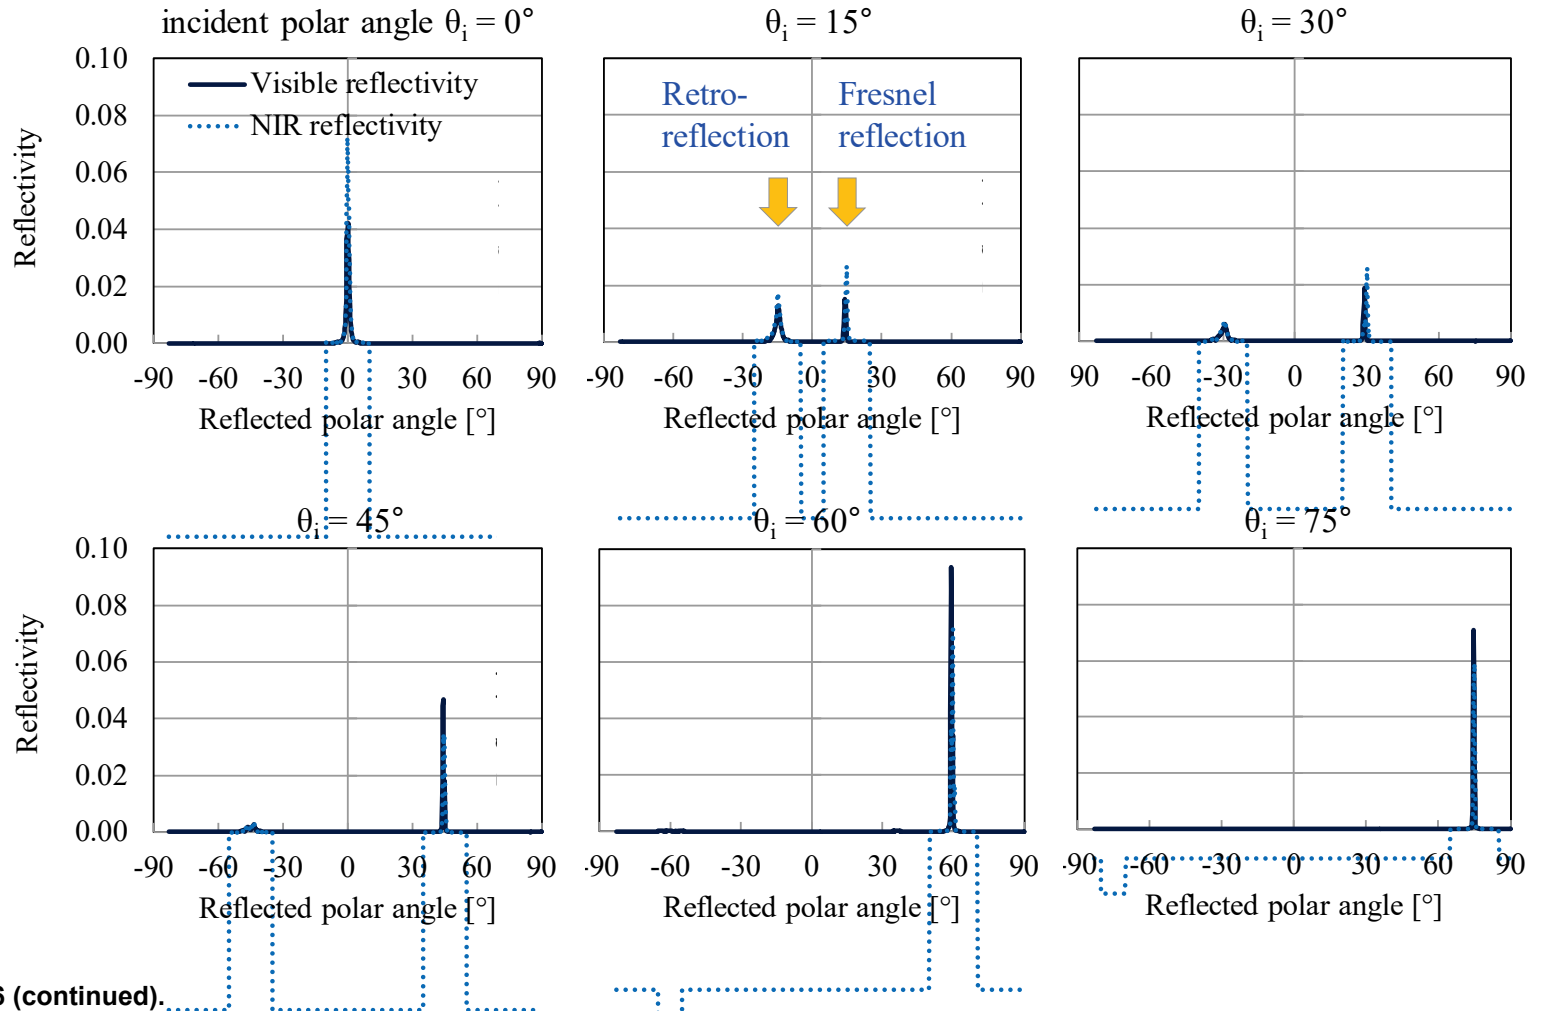 incident polar angle θi = 0°
θi = 15°
θi = 30°
0.10
0.08
0.06
0.04
0.02
0.00
Reflectivity
Visible reflectivity
NIR reflectivity
Retro-
reflection
Fresnel
reflection
-90 -60 -30 0 30 60 90
-90 -60 -30 0 30 60 90
90 -60 -30 0 30 60 90
Reflected polar angle [°]
Reflected polar angle [°]
Reflected polar angle [°]
θi = 45°
θi = 60°
θi = 75°
0.10
0.08
0.06
0.04
0.02
0.00
Reflectivity
-90 -60 -30 0 30 60 90
-90 -60 -30 0 30 60 90
-90 -60 -30 0 30 60 90
Reflected polar angle [°]
Reflected polar angle [°]
Reflected polar angle [°]
6 (continued).